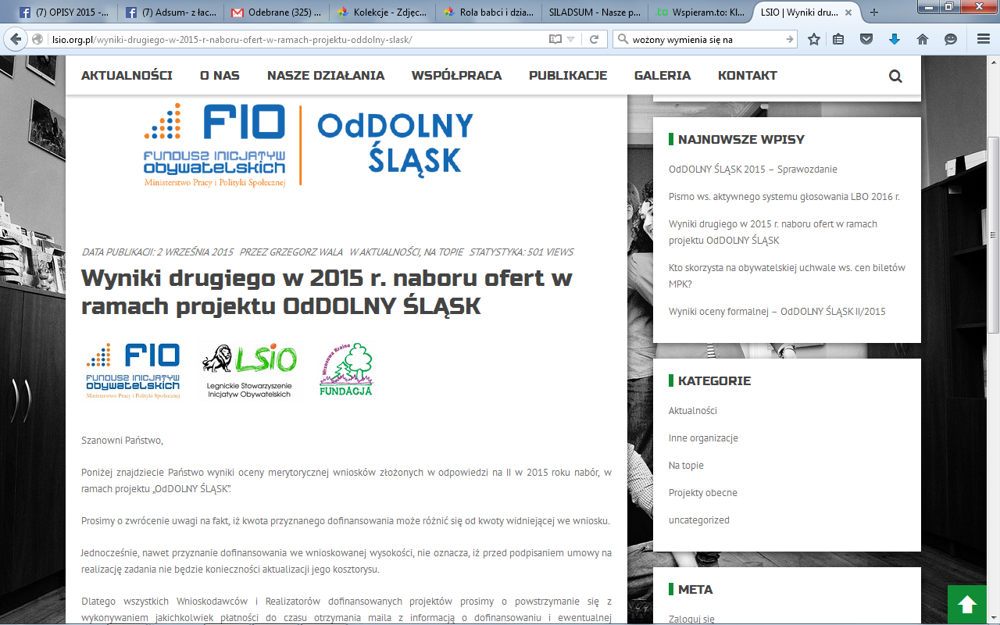 (7) OPISY 2015 -...
(7) Adsum- z łac...
Odebrane (325) ...
Kolekcje - Zdjęc...
Rola babci i dzia...
SILADSUM - Nasze p...
.to Wspieram.to: Kl...
LSIO | Wyniki dru...
lsio.org.pl/wyniki-drugiego-w-2015-r-naboru-ofert-w-ramach-projektu-oddolny-slask/
wożony wymienia się na
AKTUALNOŚCI O NAS NASZE DZIAŁANIA WSPÓŁPRACA PUBLIKACJE GALERIA KONTAKT
FIO
FUNDUSZ INICJATYW
OBYWATELSKICH
Ministerstwo Pracy i Polityki Społecznej
OdDOLNY
ŚLĄSK
DATA PUBLIKACJI: 2 WRZEŚNIA 2015 PRZEZ GRZEGORZ WALA W AKTUALNOŚCI, NA TOPIE STATYSTYKA: 501 VIEWS
Wyniki drugiego w 2015 r. naboru ofert w
ramach projektu OdDOLNY ŚLĄSK
FIO
FUNDUSZ INICJATYW
OBYWATELSKICH
Ministerstwo Pracy i Polityki Społecznej
LSIO
Legnickie Stowarzyszenie
Inicjatyw Obywatelskich
Wrzosowa Kraina
FUNDACJA
Szanowni Państwo,
Poniżej znajdziecie Państwo wyniki oceny merytorycznej wniosków złożonych w odpowiedzi na II w 2015 roku nabór, w
ramach projektu „OdDOLNY ŚLĄSK”.
Prosimy o zwrócenie uwagi na fakt, iż kwota przyznanego dofinansowania może różnić się od kwoty widniejącej we wniosku.
Jednocześnie, nawet przyznanie dofinansowania we wnioskowanej wysokości, nie oznacza, iż przed podpisaniem umowy na
realizację zadania nie będzie konieczności aktualizacji jego kosztorysu.
Dlatego wszystkich Wnioskodawców i Realizatorów dofinansowanych projektów prosimy o powstrzymanie się z
wykonywaniem jakichkolwiek płatności do czasu otrzymania maila z informacją o dofinansowaniu i ewentualnej
NAJNOWSZE WPISY
OdDOLNY ŚLĄSK 2015 – Sprawozdanie
Pismo ws. aktywnego systemu głosowania LBO 2016 r.
Wyniki drugiego w 2015 r. naboru ofert w ramach
projektu OdDOLNY ŚLĄSK
Kto skorzysta na obywatelskiej uchwale ws. cen biletów
MPK?
Wyniki oceny formalnej – OdDOLNY ŚLĄSK II/2015
KATEGORIE
Aktualności
Inne organizacje
Na topie
Projekty obecne
uncategorized
META
Zaloguj się